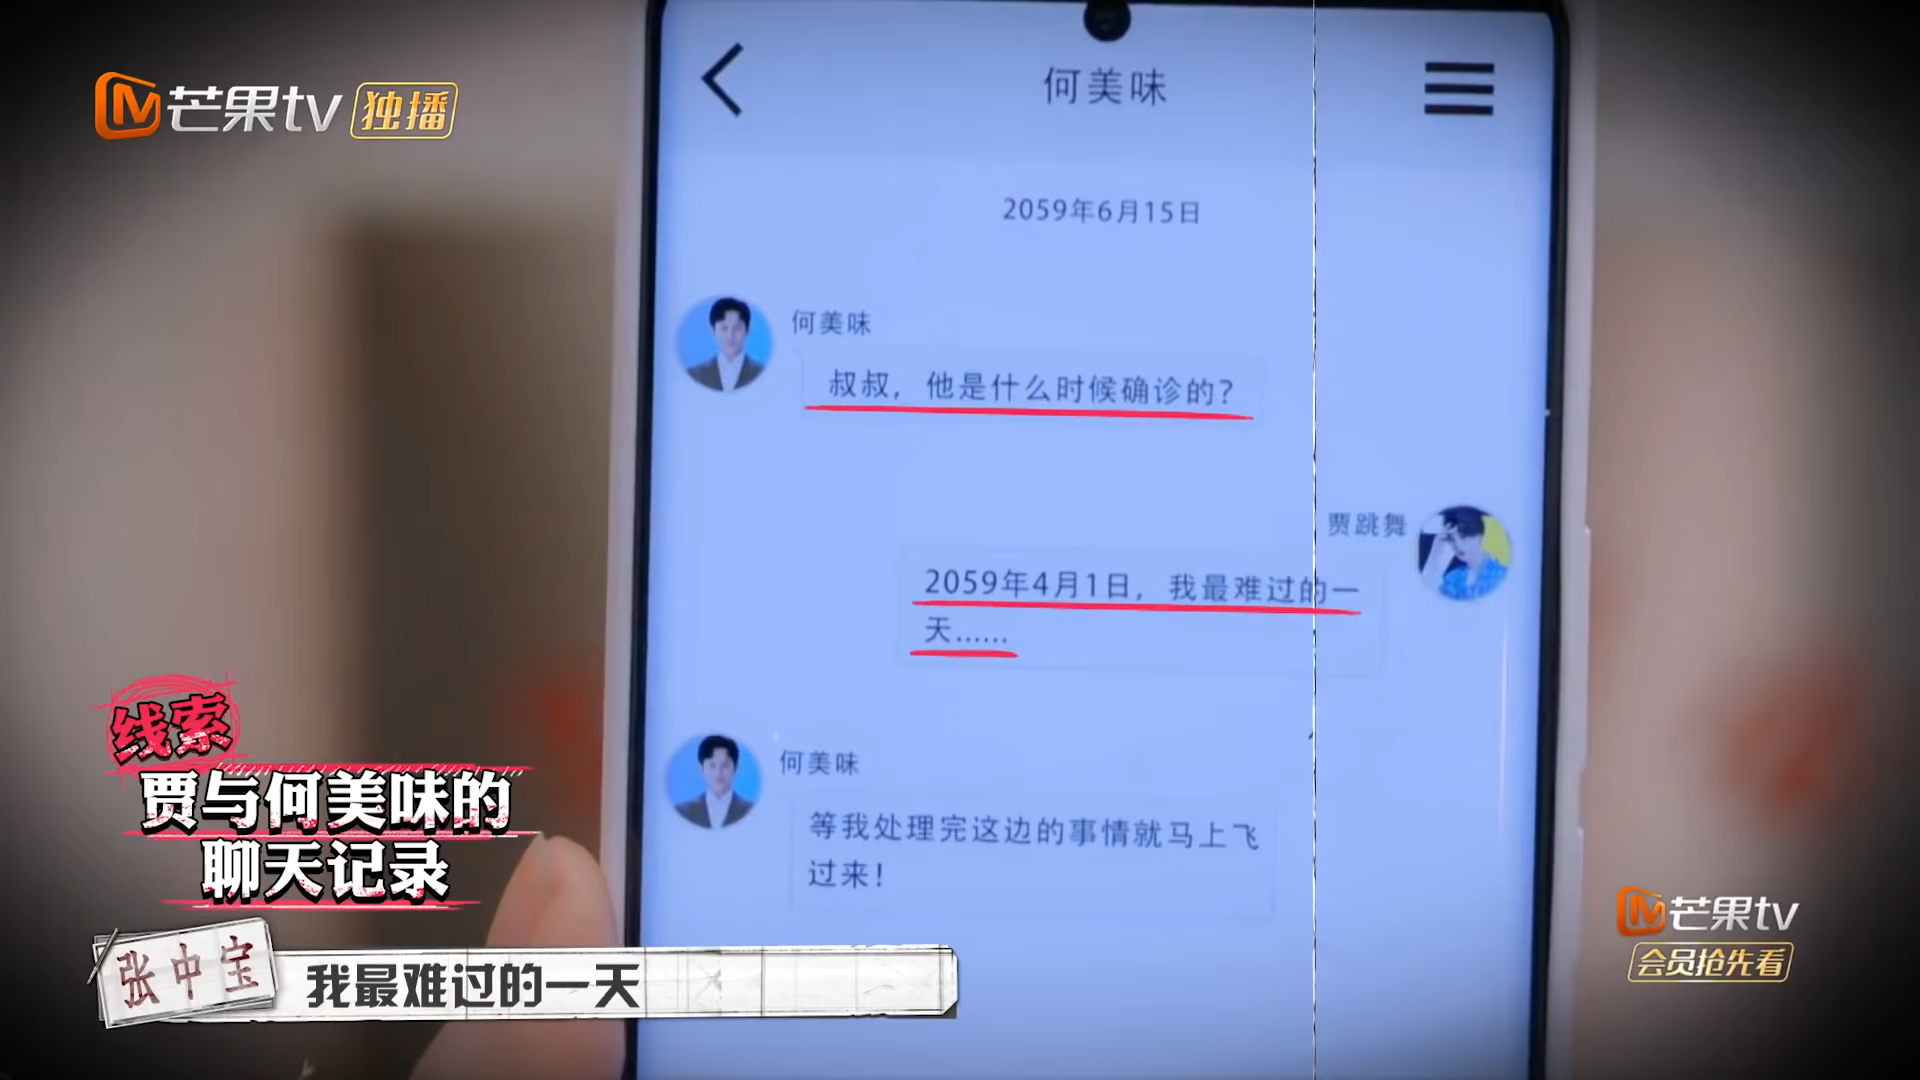 芒果tv 独播
何美味
2059年6月15日
何美味
叔叔，他是什么时候确诊的？
贾跳舞
2059年4月1日，我最难过的一
天……
何美味
等我处理完这边的事情就马上飞
过来！
线索
贾与何美味的
聊天记录
张中宝
我最难过的一天
芒果tv
会员抢先看